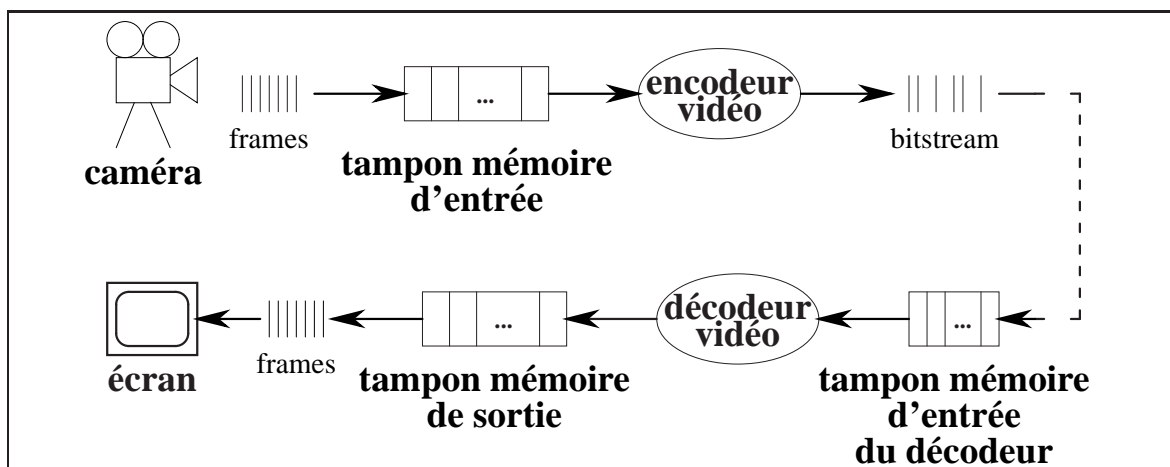 encodeur
vidéo
...
frames
bitstream
caméra
tampon mémoire
d'entrée
décodeur
vidéo
...
...
frames
écran
tampon mémoire
de sortie
tampon mémoire
d'entrée
du décodeur